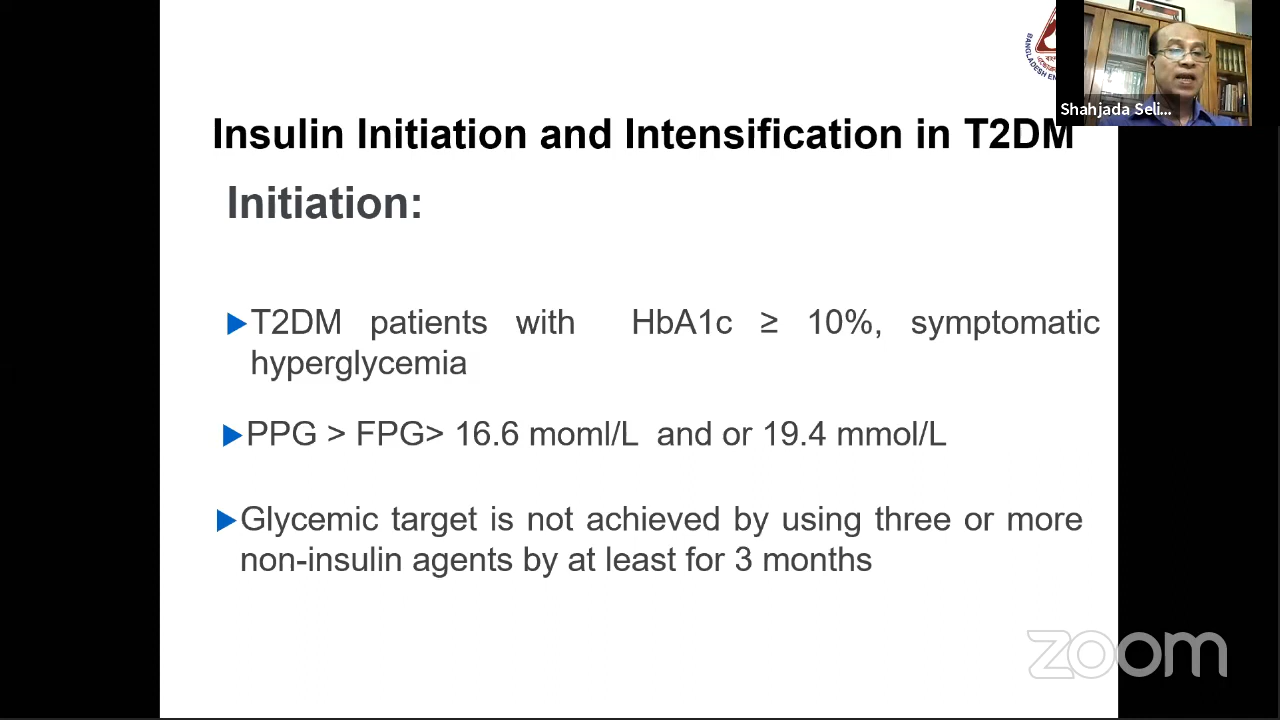 BANGLADESH EN
Shahjada Seli...
Insulin Initiation and Intensification in T2DM
Initiation:
T2DM patients with HbA1c ≥ 10%, symptomatic
hyperglycemia
PPG > FPG> 16.6 moml/L and or 19.4 mmol/L
Glycemic target is not achieved by using three or more
non-insulin agents by at least for 3 months
zoom